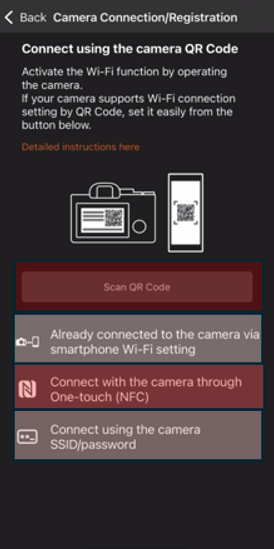 Back Camera Connection/Registration
Connect using the camera QR Code
Activate the Wi-Fi function by operating
the camera.
If your camera supports Wi-Fi connection
setting by QR Code, set it easily from the
button below.
Detailed instructions here
Scan QR Code
Already connected to the camera via
smartphone Wi-Fi setting
Connect with the camera through
One-touch (NFC)
Connect using the camera
SSID/password